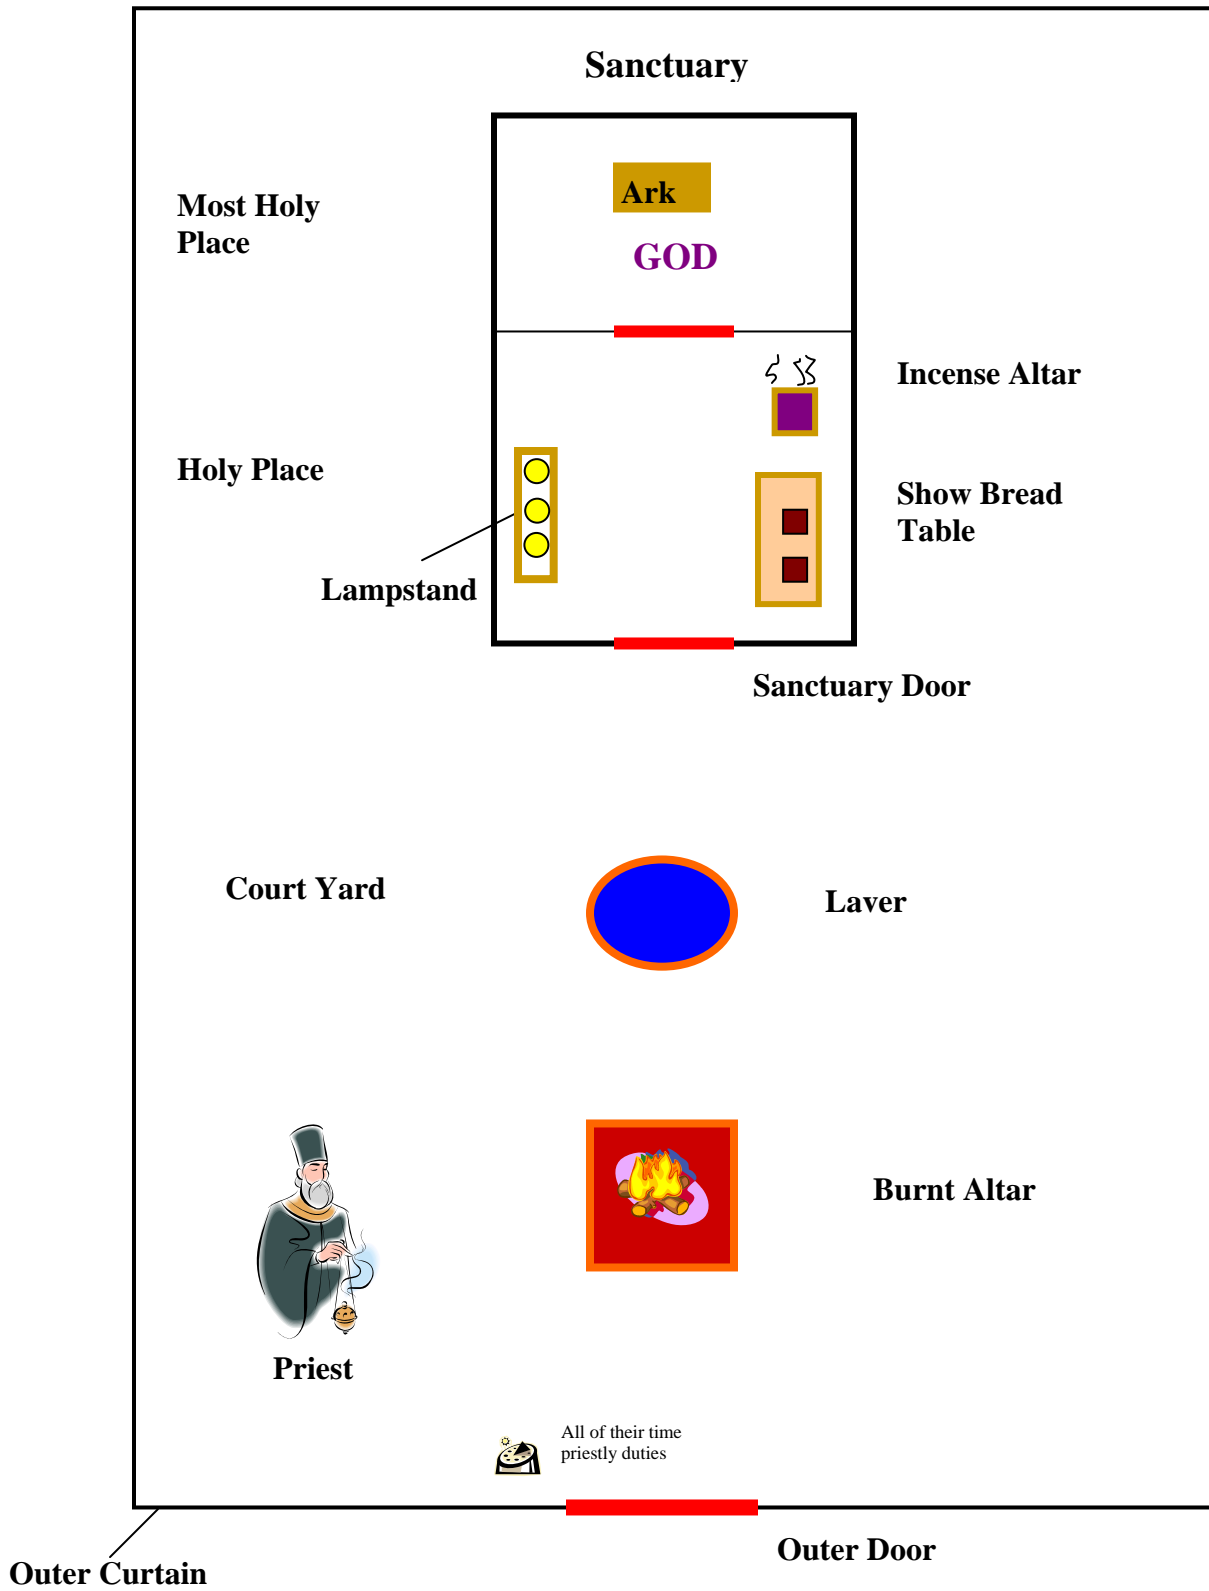 Sanctuary
Ark
Most Holy
Place
GOD
Incense Altar
Holy Place
Show Bread
Table
Lampstand
Sanctuary Door
Court Yard
Laver
Burnt Altar
Priest
All of their time
priestly duties
Outer Door
Outer Curtain